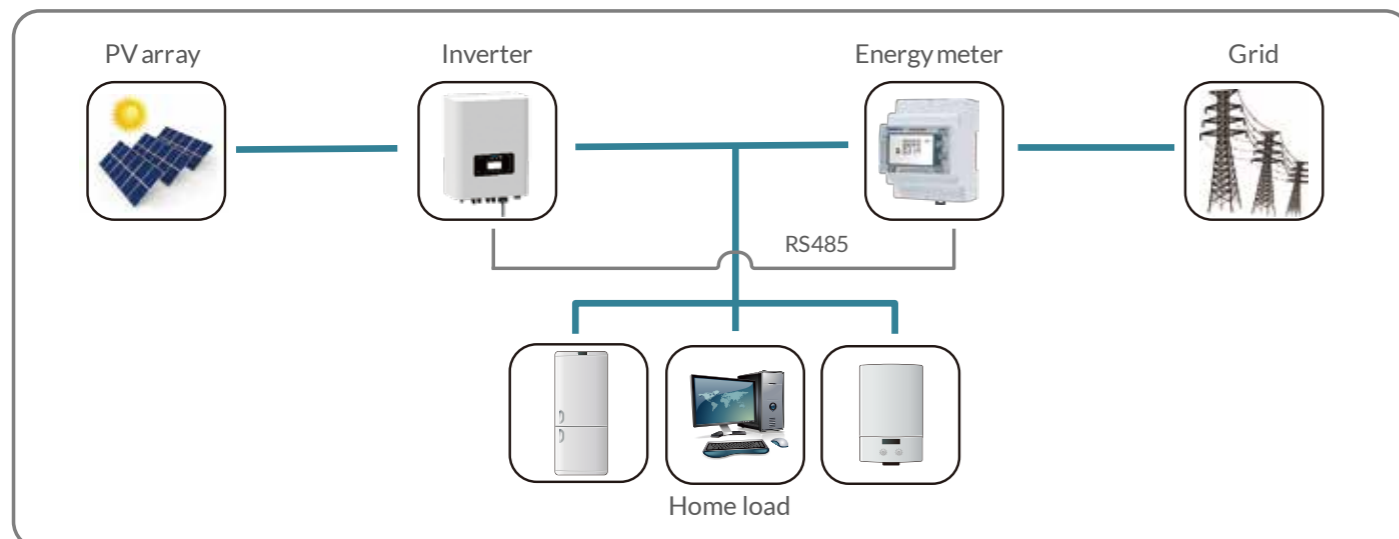 PV array
Inverter
Energy meter
Grid
RS485
Home load